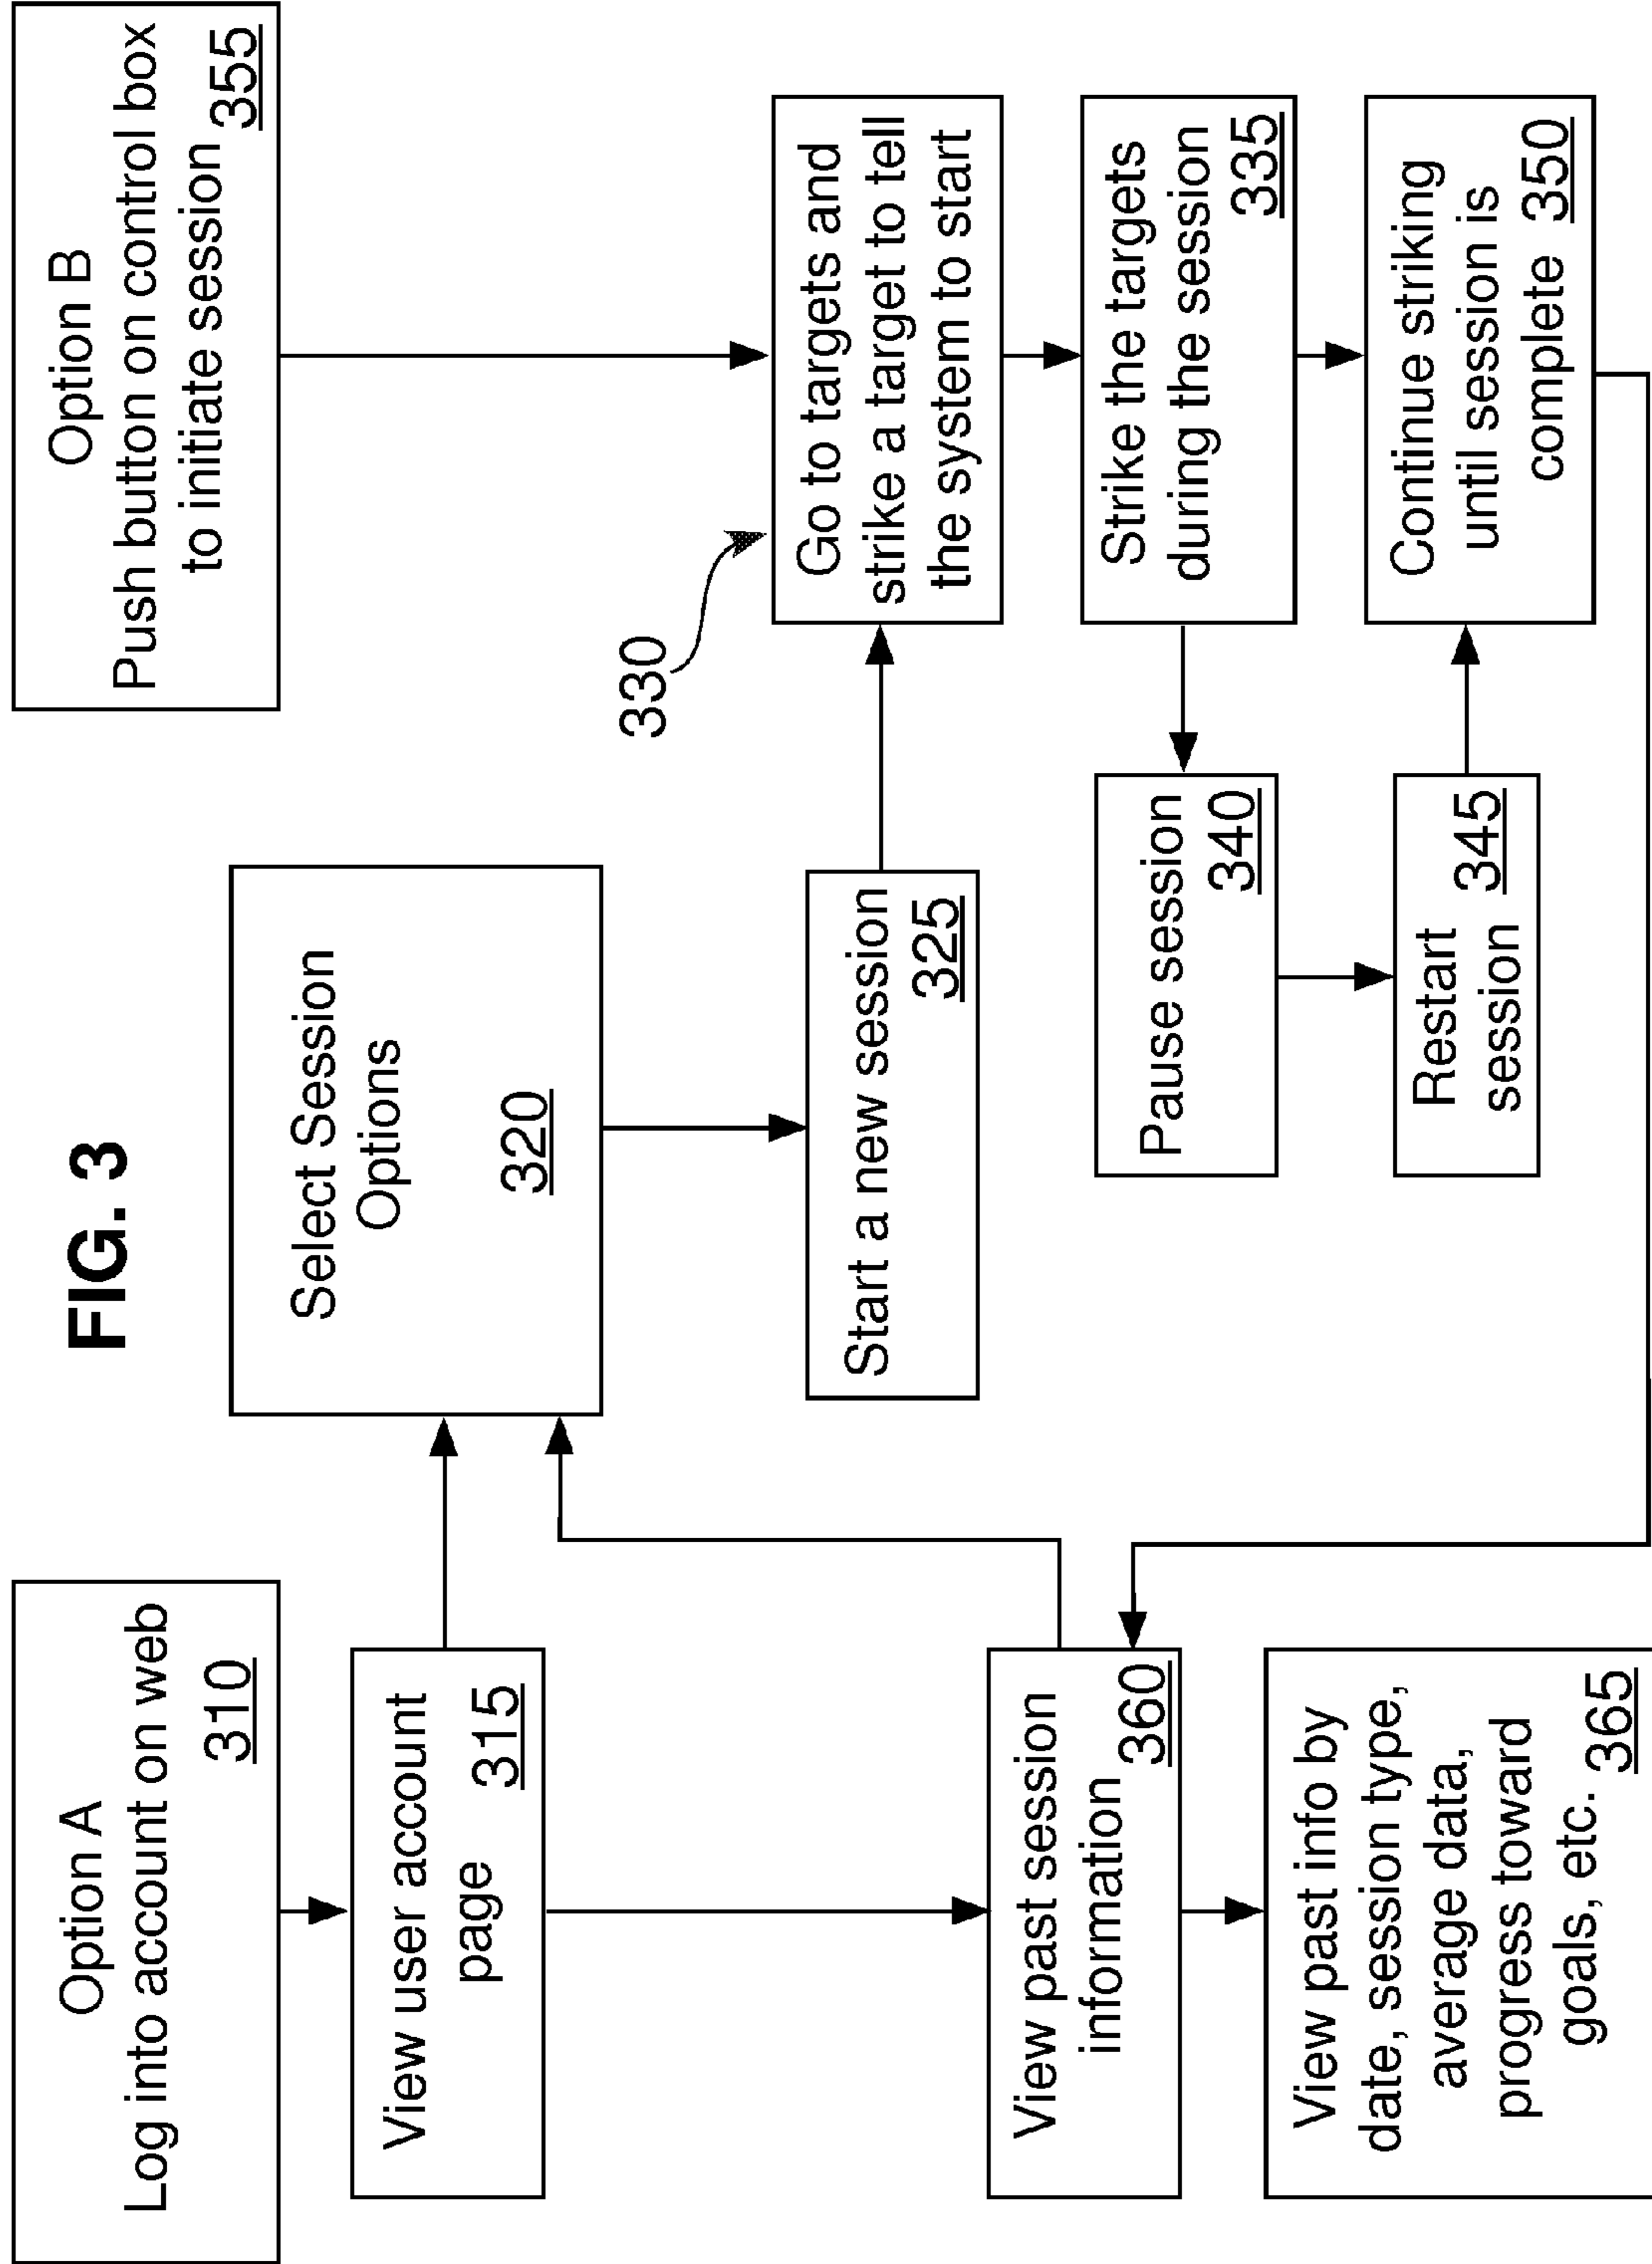 FIG. 3
Option A
Log into account on web
310
View user account
page 315
View past session
information 360
View past info by
date, session type,
average data,
progress toward
goals, etc. 365
Select Session
Options
320
Start a new session
325
Option B
Push button on control box
to initiate session 355
330
Go to targets and
strike a target to tell
the system to start
Strike the targets
during the session 335
Pause session
340
Restart
session 345
Continue striking
until session is
complete 350